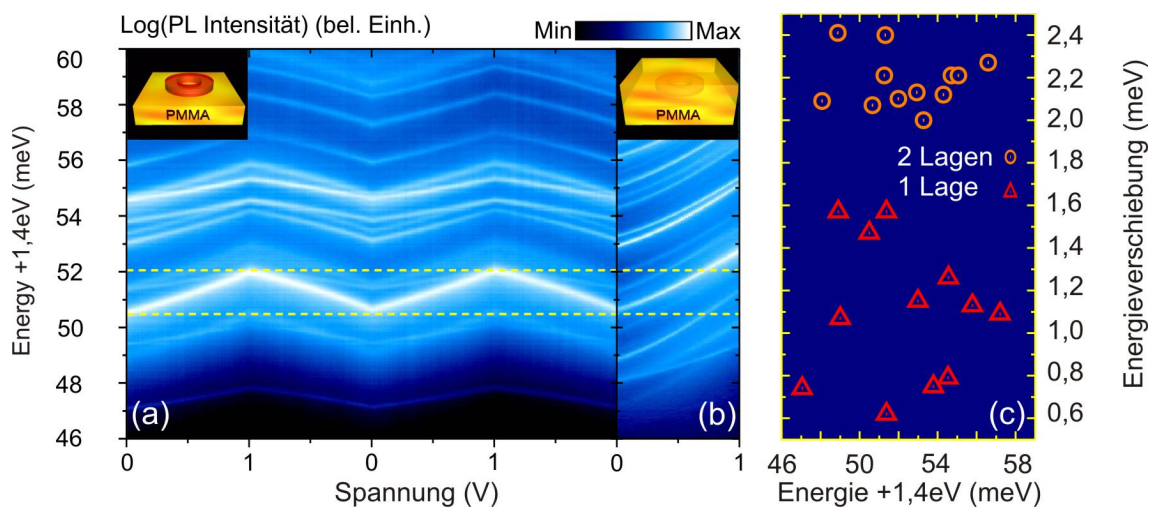 Log(PL Intensität) (bel. Einh.)
Min
Max
Energy +1,4eV (meV)
60
58
56
54
52
50
48
46
PMMA
(a)
0
1
0
1
0
1
Spannung (V)
PMMA
(b)
2,4
2,2
2,0
1,8
1,6
1,4
1,2
1,0
0,8
0,6
Energieverschiebung (meV)
2 Lagen
1 Lage
(c)
46
50
54
58
Energie +1,4eV (meV)